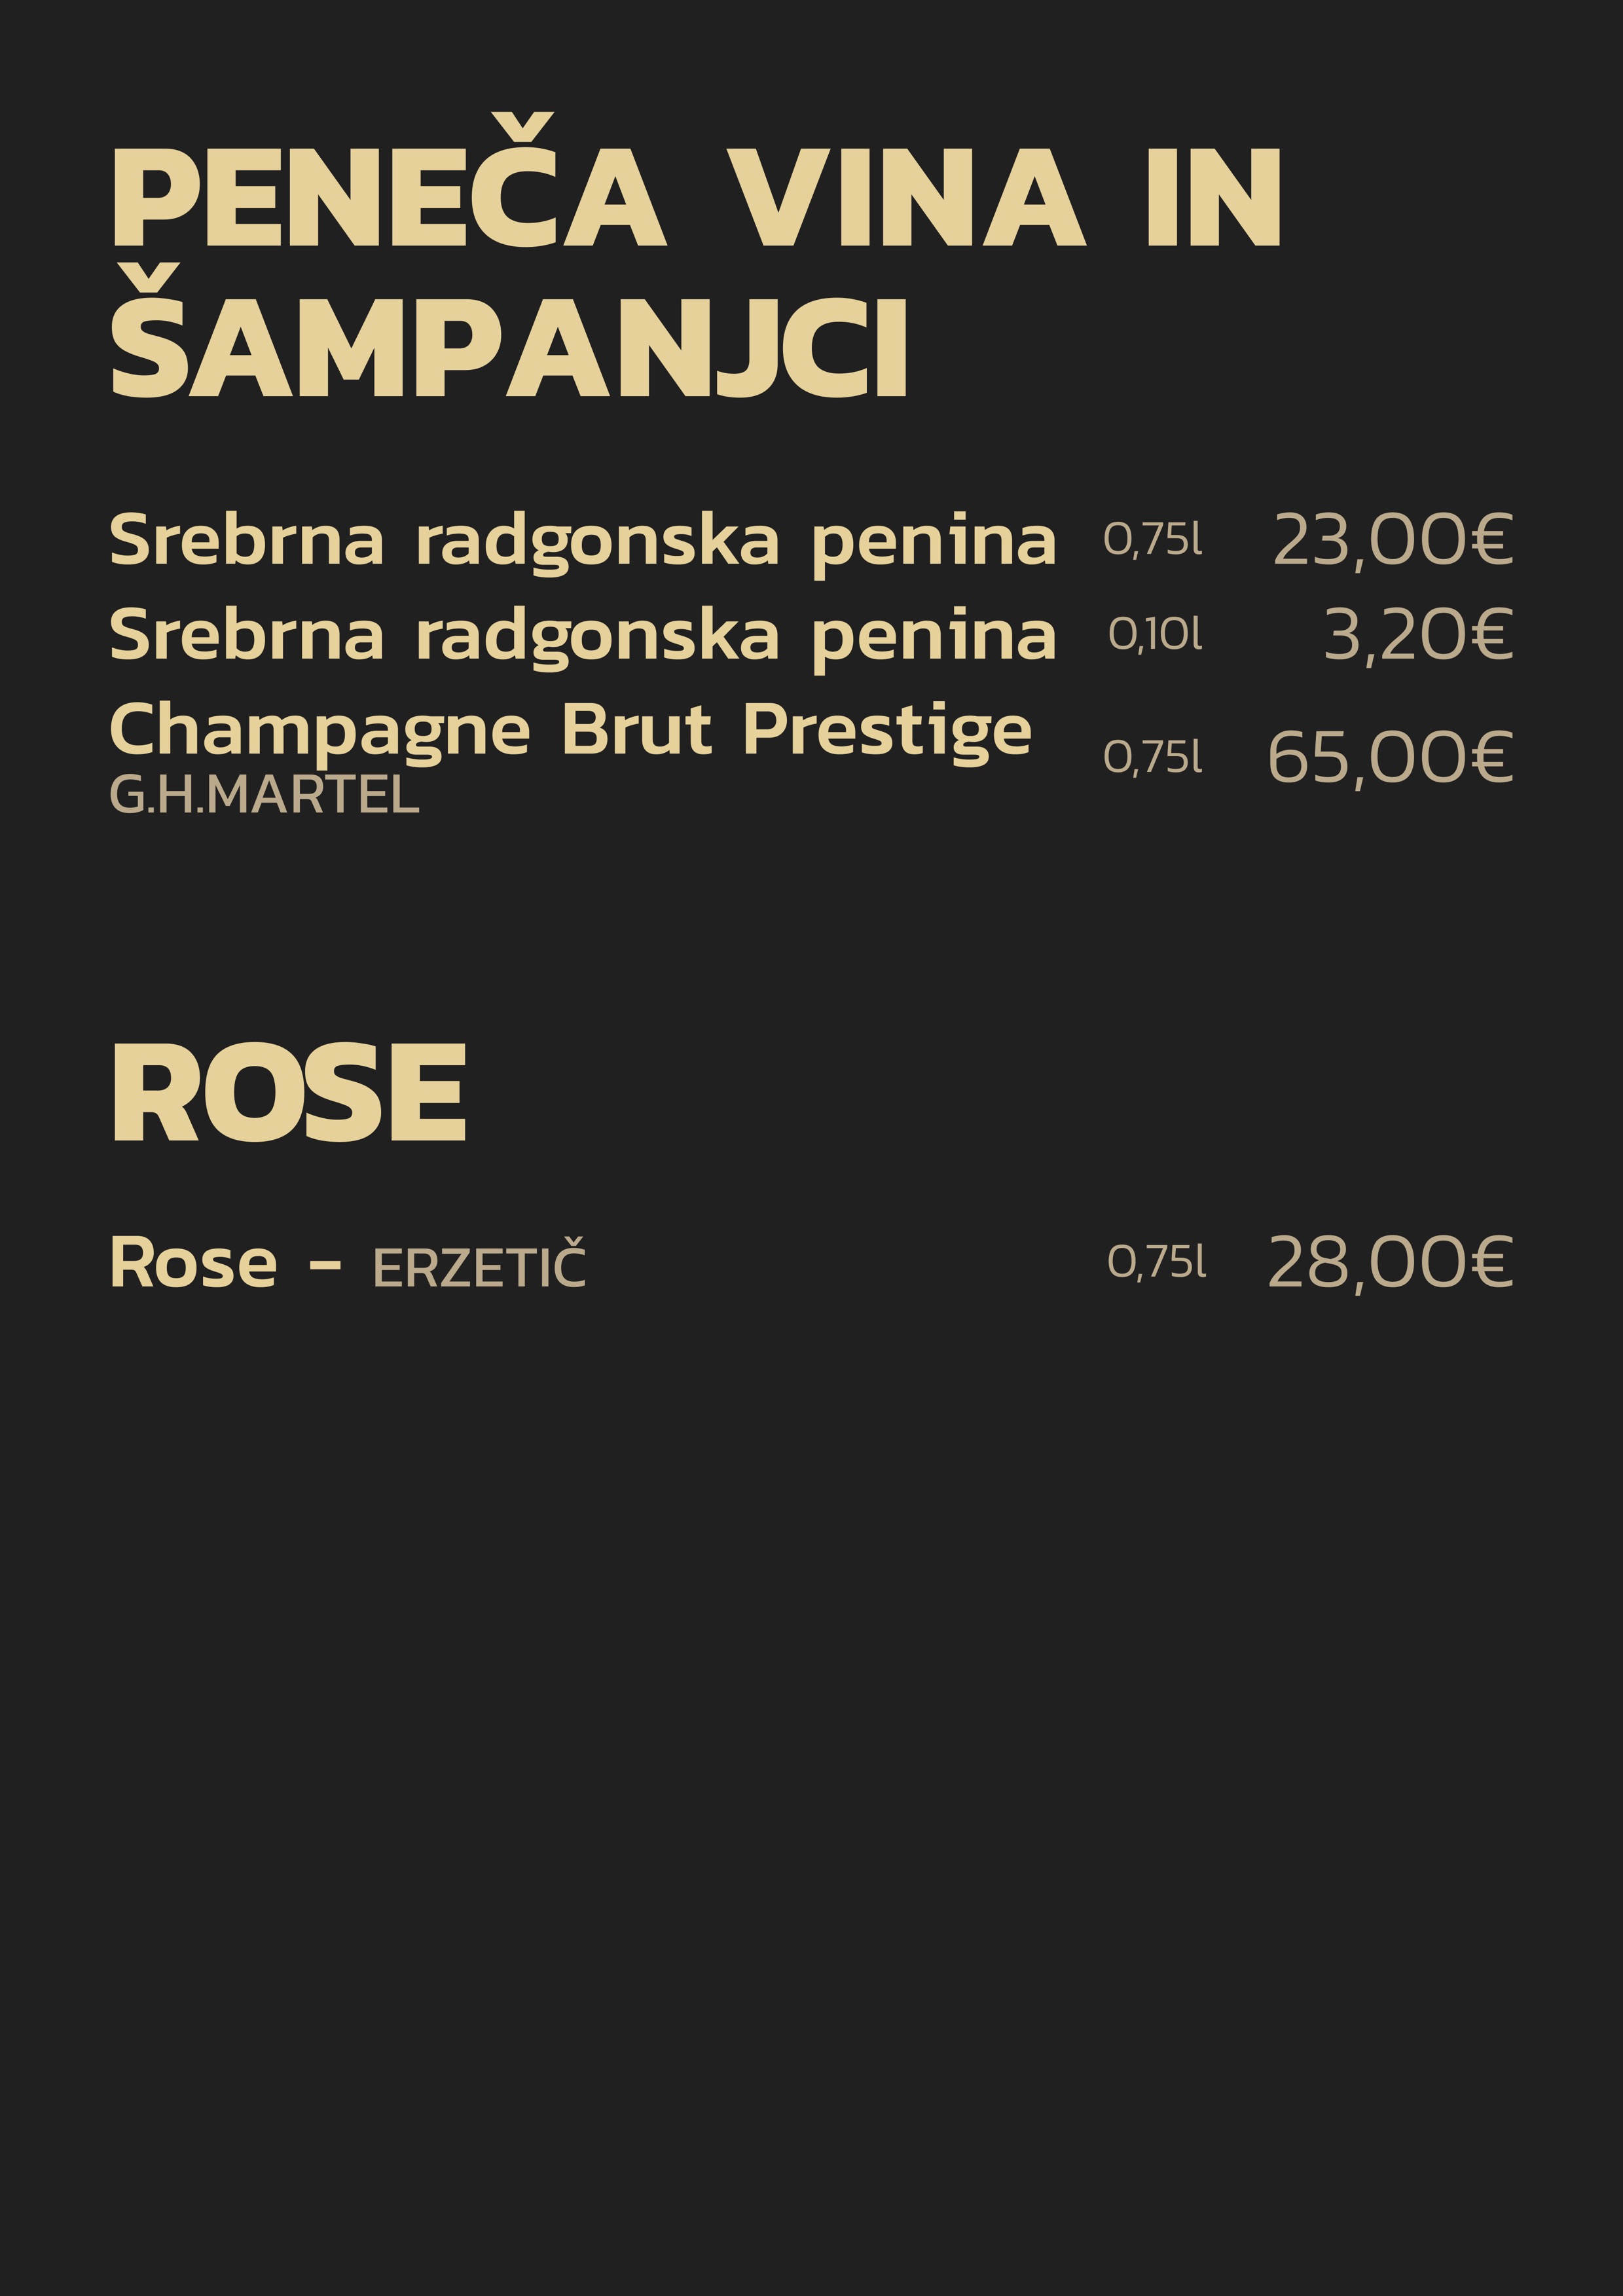 PENEČA VINA IN
ŠAMPANJCI
Srebrna radgonska penina 0,75l 23,00€
Srebrna radgonska penina 0,10l 3,20€
Champagne Brut Prestige 0,75l 65,00€
G.H.MARTEL
ROSE
Rose - ERZETIČ 0,75l 28,00€